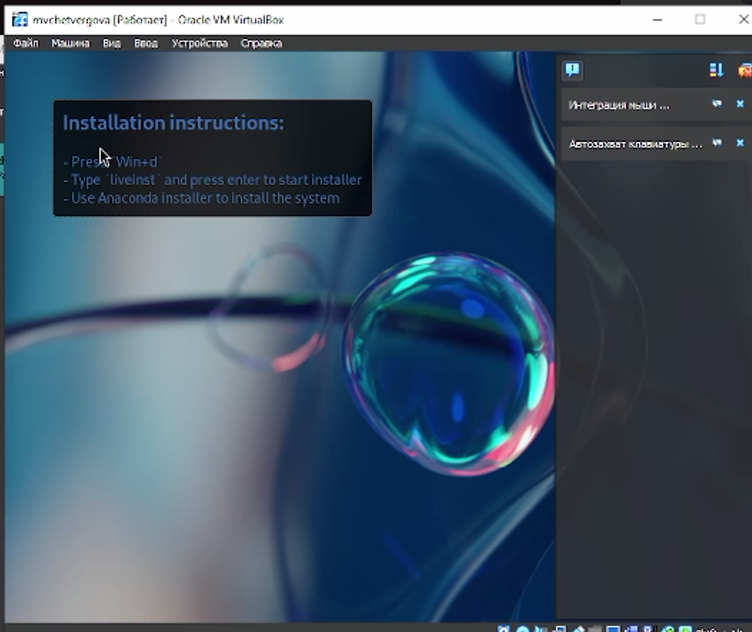 mvchetvergova [Работает] - Oracle VM VirtualBox
Файл Машина Вид Ввод Устройства Справка
Installation instructions:
- Press `Win+d`
- Type `liveinst` and press enter to start installer
- Use Anaconda installer to install the system
Интеграция мыши ...
Автозахват клавиатуры ...